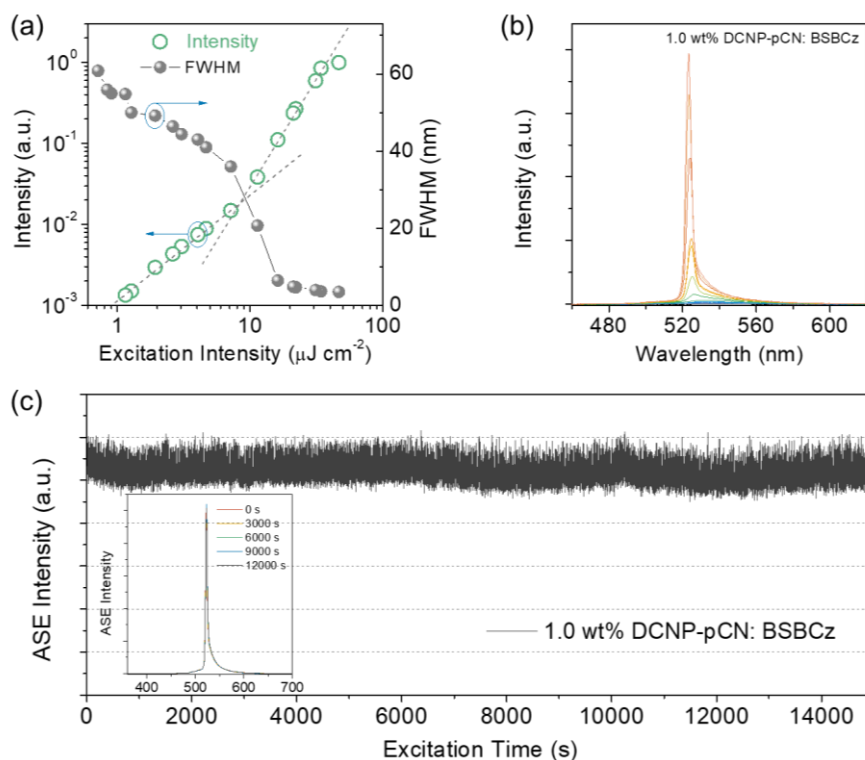 (a)
Intensity
FWHM
10⁰
10⁻¹
10⁻²
10⁻³
Intensity (a.u.)
60
40
20
0
FWHM (nm)
1
10
100
Excitation Intensity (μJ cm⁻²)
(b)
1.0 wt% DCNP-pCN: BSBCz
Intensity (a.u.)
480
520
560
600
Wavelength (nm)
(c)
ASE Intensity (a.u.)
ASE Intensity
0 s
3000 s
6000 s
9000 s
12000 s
400
500
600
700
1.0 wt% DCNP-pCN: BSBCz
0
2000
4000
6000
8000
10000
12000
14000
Excitation Time (s)